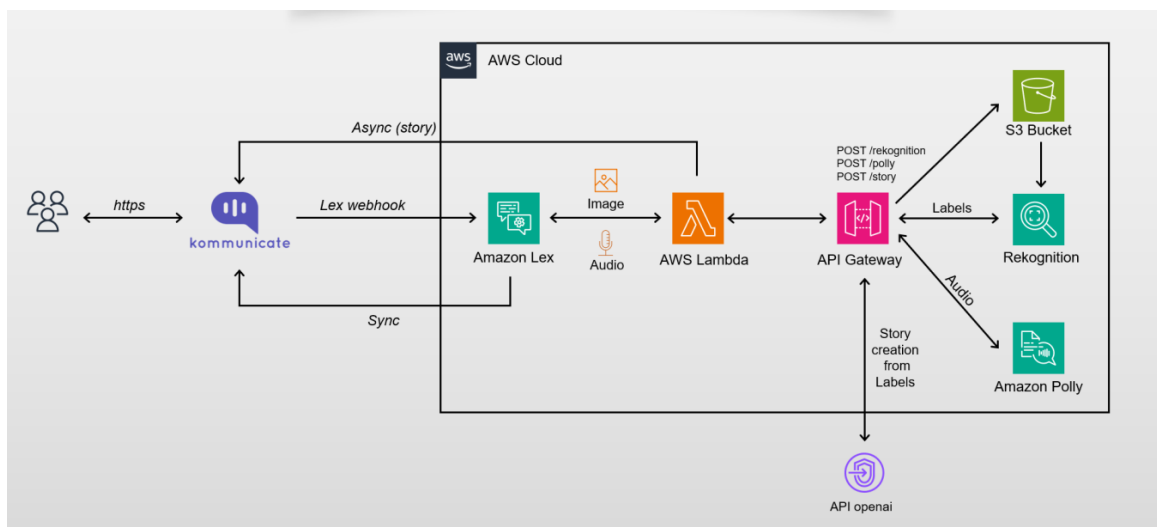 aws
AWS Cloud
Async (story)
S3 Bucket
POST /rekognition
POST /polly
POST /story
https
Lex webhook
Image
Labels
kommunicate
Amazon Lex
Audio
AWS Lambda
API Gateway
Rekognition
Sync
Audio
Story
creation
from
Labels
Amazon Polly
API openai